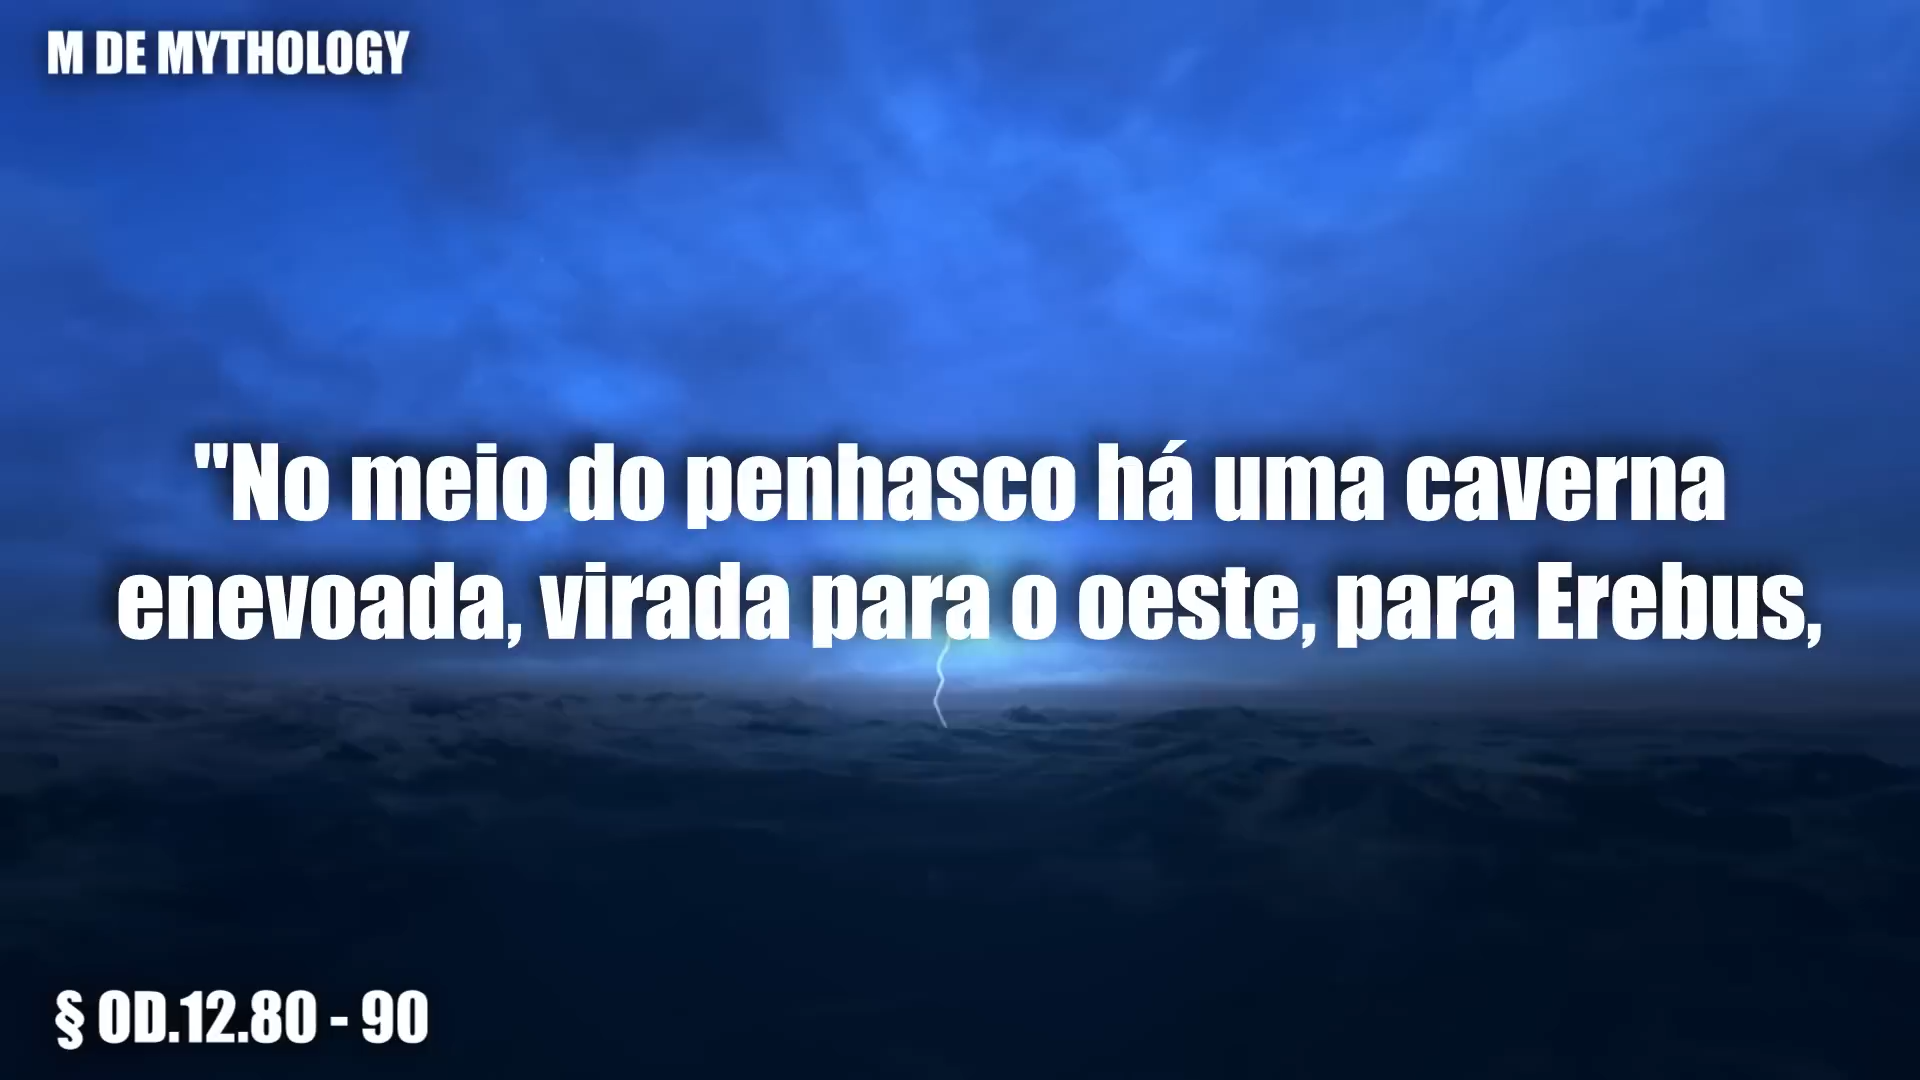 M DE MYTHOLOGY
"No meio do penhasco há uma caverna
enevoada, virada para o oeste, para Erebus,
§ OD.12.80 - 90